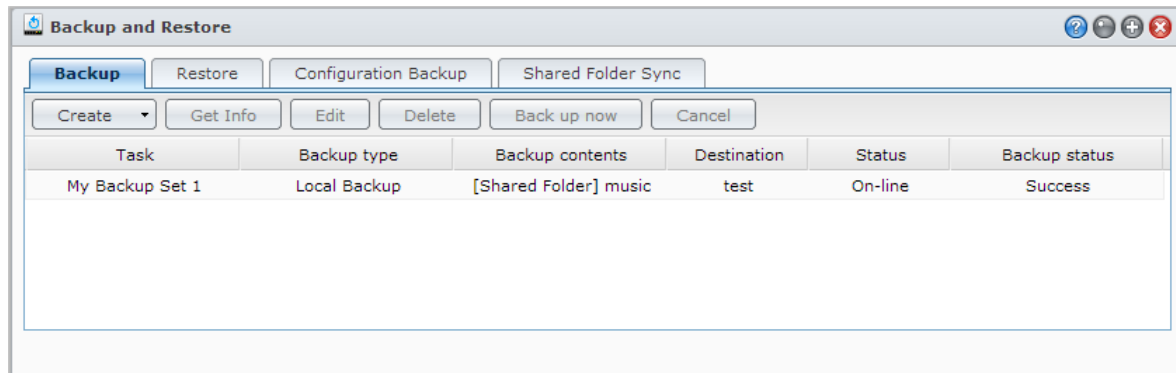 Backup and Restore
Backup Restore Configuration Backup Shared Folder Sync
Create Get Info Edit Delete Back up now Cancel
Task Backup type Backup contents Destination Status Backup status
My Backup Set 1 Local Backup [Shared Folder] music test On-line Success